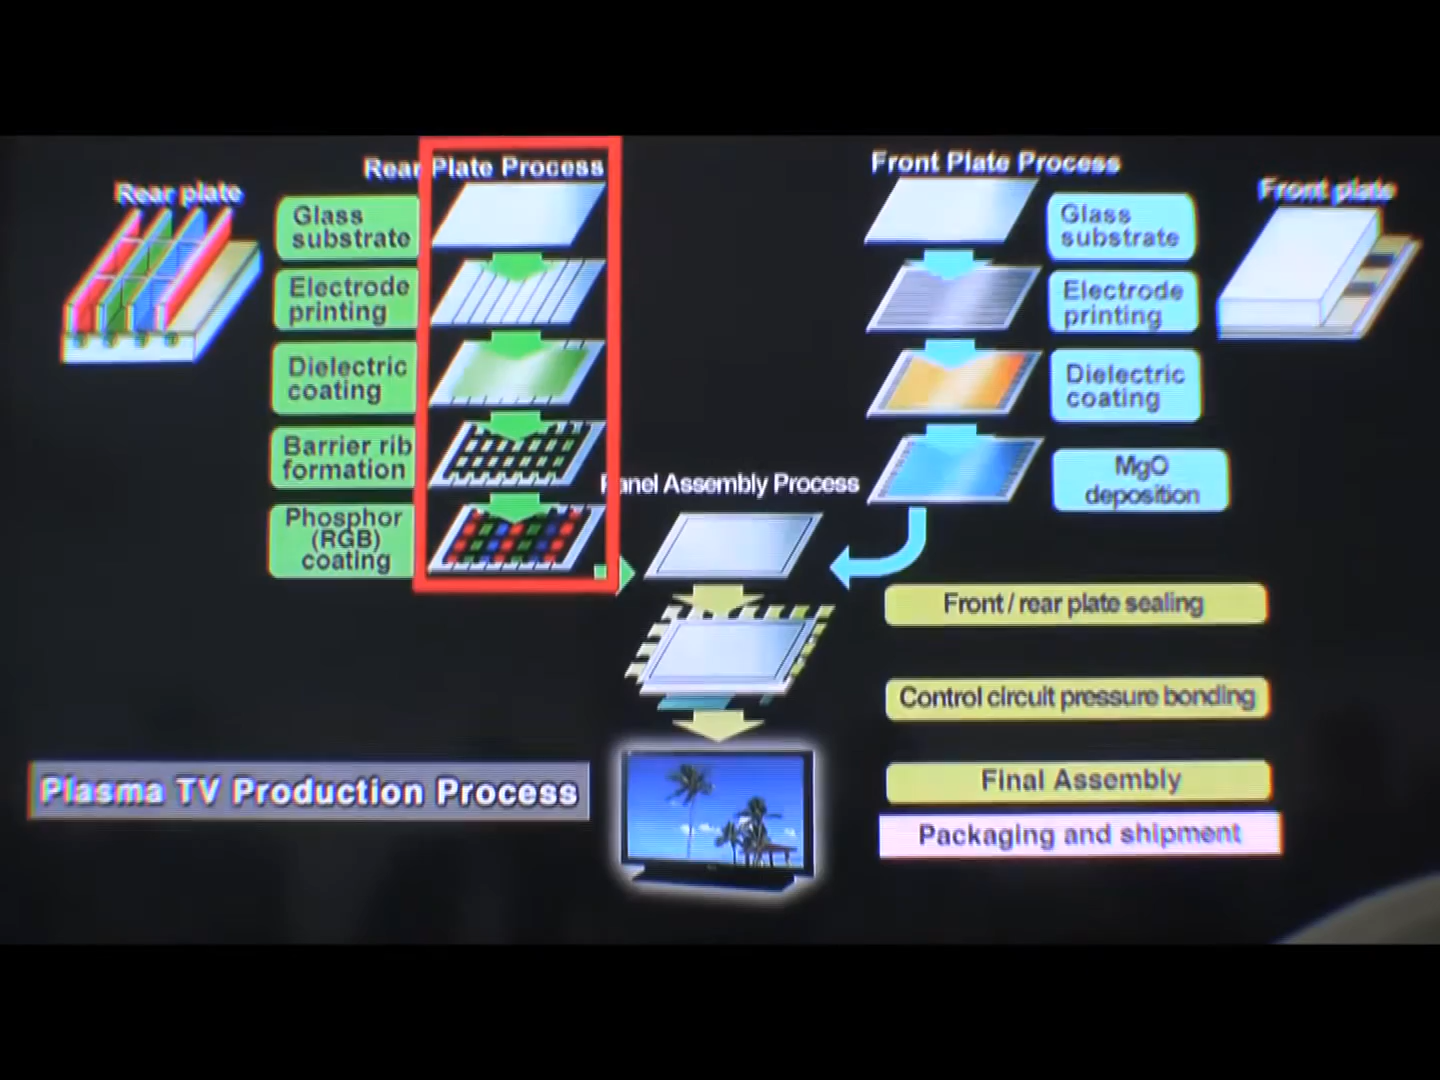 Rear Plate Process
Rear plate
Glass
substrate
Electrode
printing
Dielectric
coating
Barrier rib
formation
Phosphor
(RGB)
coating
Front Plate Process
Front plate
Glass
substrate
Electrode
printing
Dielectric
coating
MgO
deposition
Panel Assembly Process
Front / rear plate sealing
Control circuit pressure bonding
Final Assembly
Packaging and shipment
Plasma TV Production Process